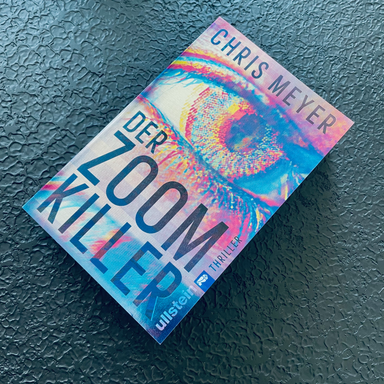 CHRIS MEYER
DER
ZOOM
KILLER
THRILLER
ullstein